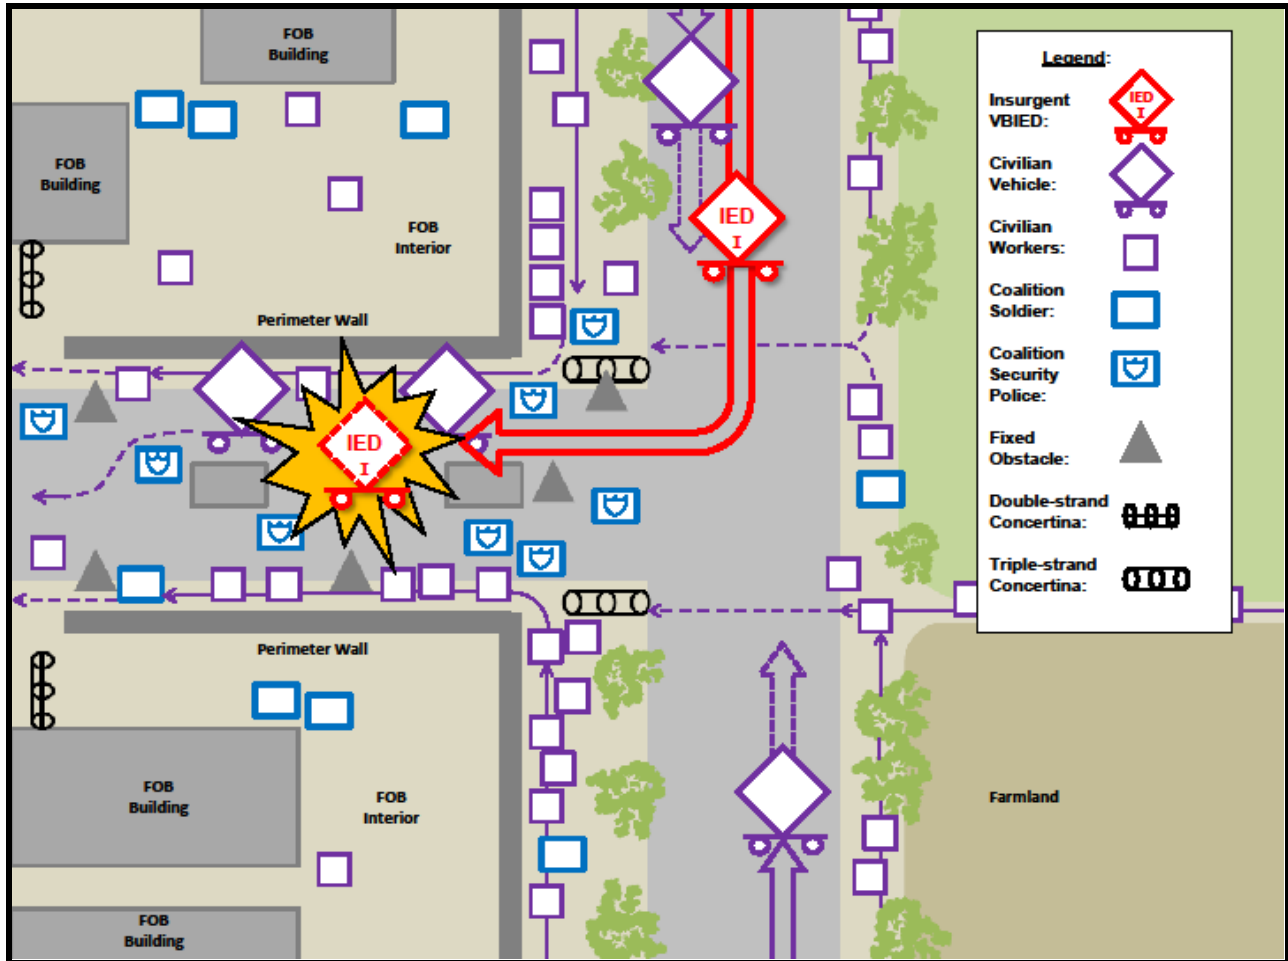 FOB
Building
FOB
Building
FOB
Interior
Perimeter Wall
IED
I
IED
I
Perimeter Wall
FOB
Building
FOB
Interior
FOB
Building
Farmland
Legend:
Insurgent
VBIED:
IED
I
Civilian
Vehicle:
Civilian
Workers:
Coalition
Soldier:
Coalition
Security
Police:
Fixed
Obstacle:
Double-strand
Concertina:
Triple-strand
Concertina: